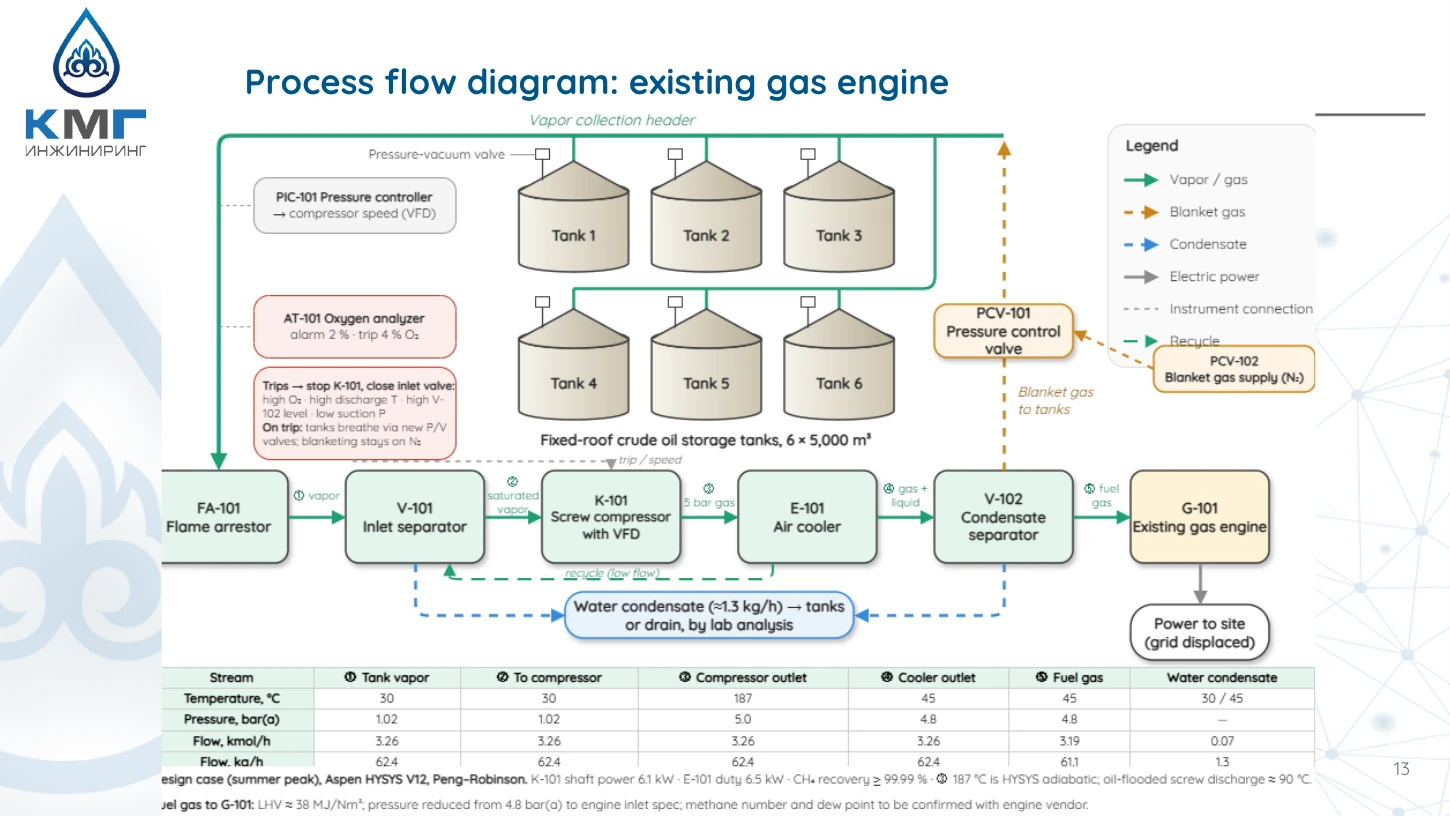 КМГ
ИНЖИНИРИНГ
Process flow diagram: existing gas engine
Vapor collection header
Pressure-vacuum valve
PIC-101 Pressure controller
→ compressor speed (VFD)
AT-101 Oxygen analyzer
alarm 2 % · trip 4 % O₂
Trips → stop K-101, close inlet valve:
high O₂ · high discharge T · high V-
102 level · low suction P
On trip: tanks breathe via new P/V
valves; blanketing stays on N₂
Tank 1
Tank 2
Tank 3
Tank 4
Tank 5
Tank 6
Fixed-roof crude oil storage tanks, 6 × 5,000 m³
trip / speed
PCV-101
Pressure control
valve
Blanket gas
to tanks
Legend
Vapor / gas
Blanket gas
Condensate
Electric power
Instrument connection
Recycle
PCV-102
Blanket gas supply (N₂)
FA-101
Flame arrestor
① vapor
V-101
Inlet separator
②
saturated
vapor
K-101
Screw compressor
with VFD
③
5 bar gas
E-101
Air cooler
④ gas +
liquid
V-102
Condensate
separator
⑤ fuel
gas
G-101
Existing gas engine
recycle (low flow)
Water condensate (≈1.3 kg/h) → tanks
or drain, by lab analysis
Power to site
(grid displaced)
Stream ① Tank vapor ② To compressor ③ Compressor outlet ④ Cooler outlet ⑤ Fuel gas Water condensate
Temperature, °C 30 30 187 45 45 30 / 45
Pressure, bar(a) 1.02 1.02 5.0 4.8 4.8 —
Flow, kmol/h 3.26 3.26 3.26 3.26 3.19 0.07
Flow, kg/h 62.4 62.4 62.4 62.4 61.1 1.3
esign case (summer peak), Aspen HYSYS V12, Peng–Robinson. K-101 shaft power 6.1 kW · E-101 duty 6.5 kW · CH₄ recovery ≥ 99.99 % · ③ 187 °C is HYSYS adiabatic; oil-flooded screw discharge ≈ 90 °C.
uel gas to G-101: LHV ≈ 38 MJ/Nm³; pressure reduced from 4.8 bar(a) to engine inlet spec; methane number and dew point to be confirmed with engine vendor.
13